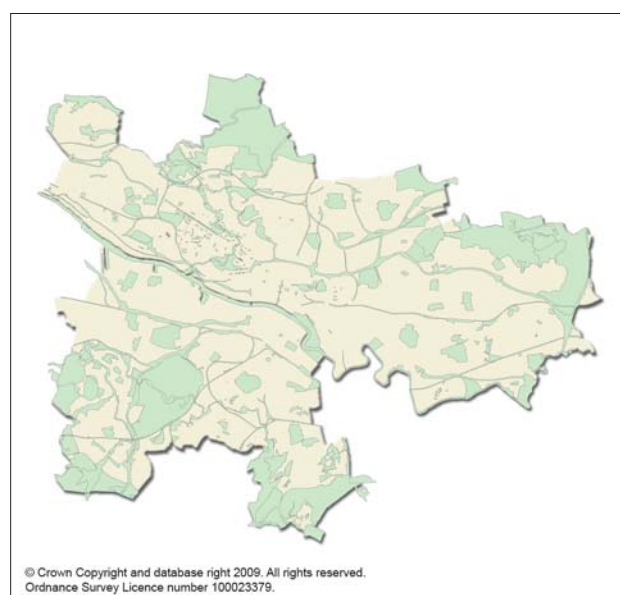 © Crown Copyright and database right 2009. All rights reserved.
Ordnance Survey Licence number 100023379.